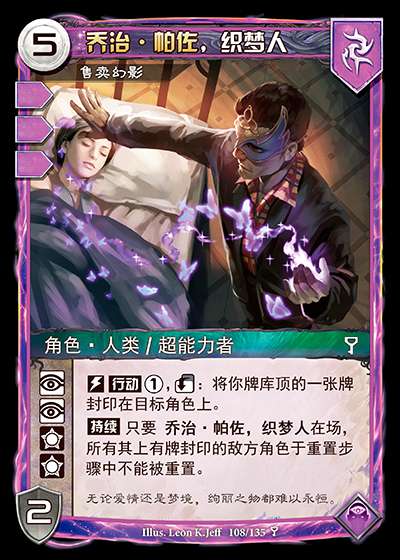 5
乔治·帕佐，织梦人
售卖幻影
角色·人类 / 超能力者
行动 ①，：将你牌库顶的一张牌
封印在目标角色上。
持续 只要 乔治·帕佐，织梦人在场，
所有其上有牌封印的敌方角色于重置步
骤中不能被重置。
无论爱情还是梦境，绚丽之物都难以永恒。
2
Illus. Leon K.Jeff 108/135